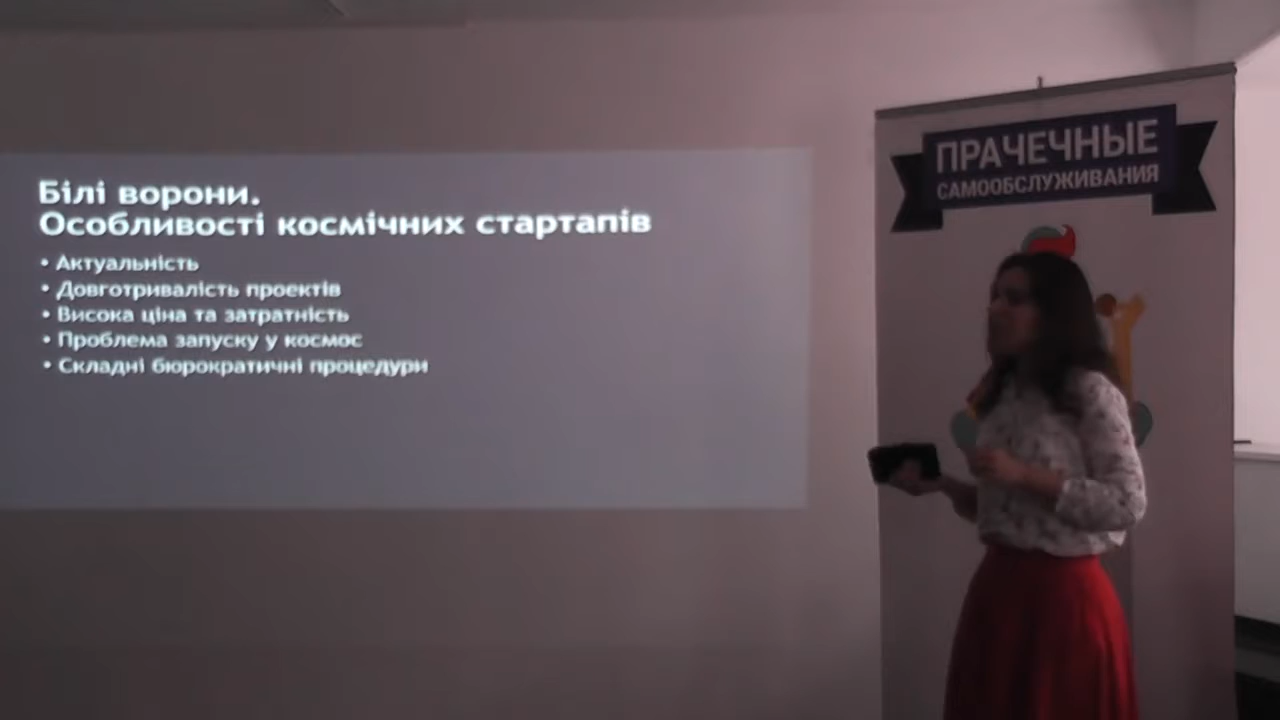 Білі ворони.
Особливості космічних стартапів
• Актуальність
• Довготривалість проектів
• Висока ціна та затратність
• Проблема запуску у космос
• Складні бюрократичні процедури
ПРАЧЕЧНЫЕ
САМООБСЛУЖИВАНИЯ